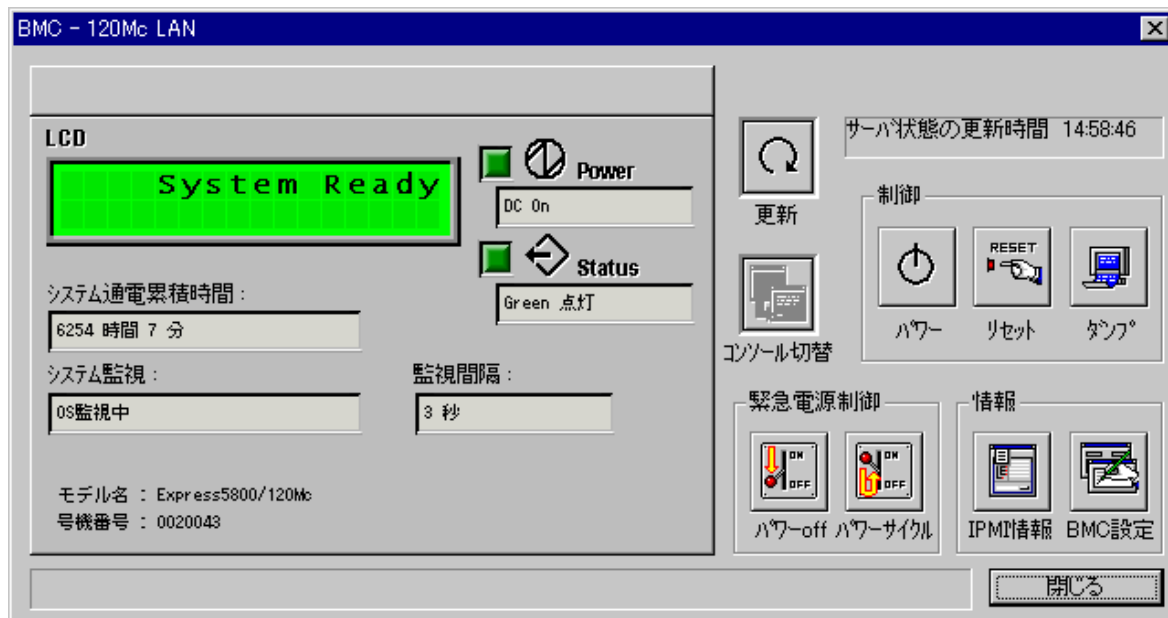 BMC - 120Mc LAN
LCD
System Ready
Power
DC On
Status
Green 点灯
システム通電累積時間：
6254 時間 7 分
システム監視：
OS監視中
監視間隔：
3 秒
モデル名 ： Express5800/120Mc
号機番号 ： 0020043
サーバ状態の更新時間 14:58:46
更新
コンソール切替
制御
RESET
パワー
リセット
ダンプ
緊急電源制御
ON
OFF
ON
OFF
パワーoff
パワーサイクル
情報
IPMI情報
BMC設定
閉じる